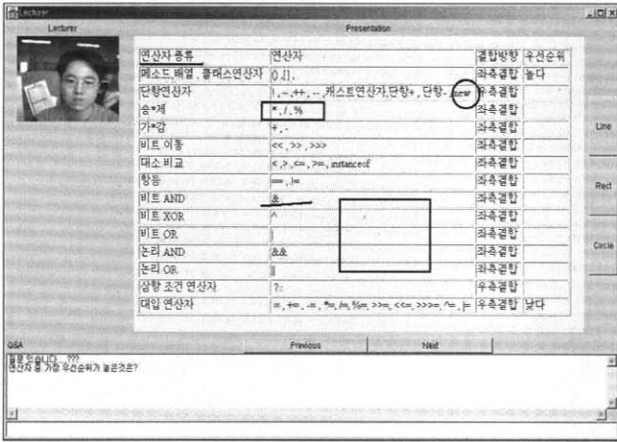 Lecturer
Lecturer
Presentation
연산자 종류 연산자 결합방향 우선순위
메소드,배열 , 클래스연산자 () ,[] , . 좌측결합 높다
단항연산자 ! , ~ ,++ , -- ,캐스트연산자,단항+ , 단항- ,new 우측결합
승*제 * , / , % 좌측결합
가*감 + , - 좌측결합
비트 이동 << , >> , >>> 좌측결합
대소 비교 < ,> ,<= , >= , instanceof 좌측결합
항등 == , != 좌측결합
비트 AND & 좌측결합
비트 XOR ^ 좌측결합
비트 OR | 좌측결합
논리 AND && 좌측결합
논리 OR || 좌측결합
삼항 조건 연산자 ?: 우측결합
대입 연산자 = , += , -= , *=, /=, %=, >>=, <<=, >>>=, ^=, |= 우측결합 낮다
Line
Rect
Circle
Q&A
Previous Next
질문 있습니다....???
연산자 중 가장 우선순위가 높은것은?